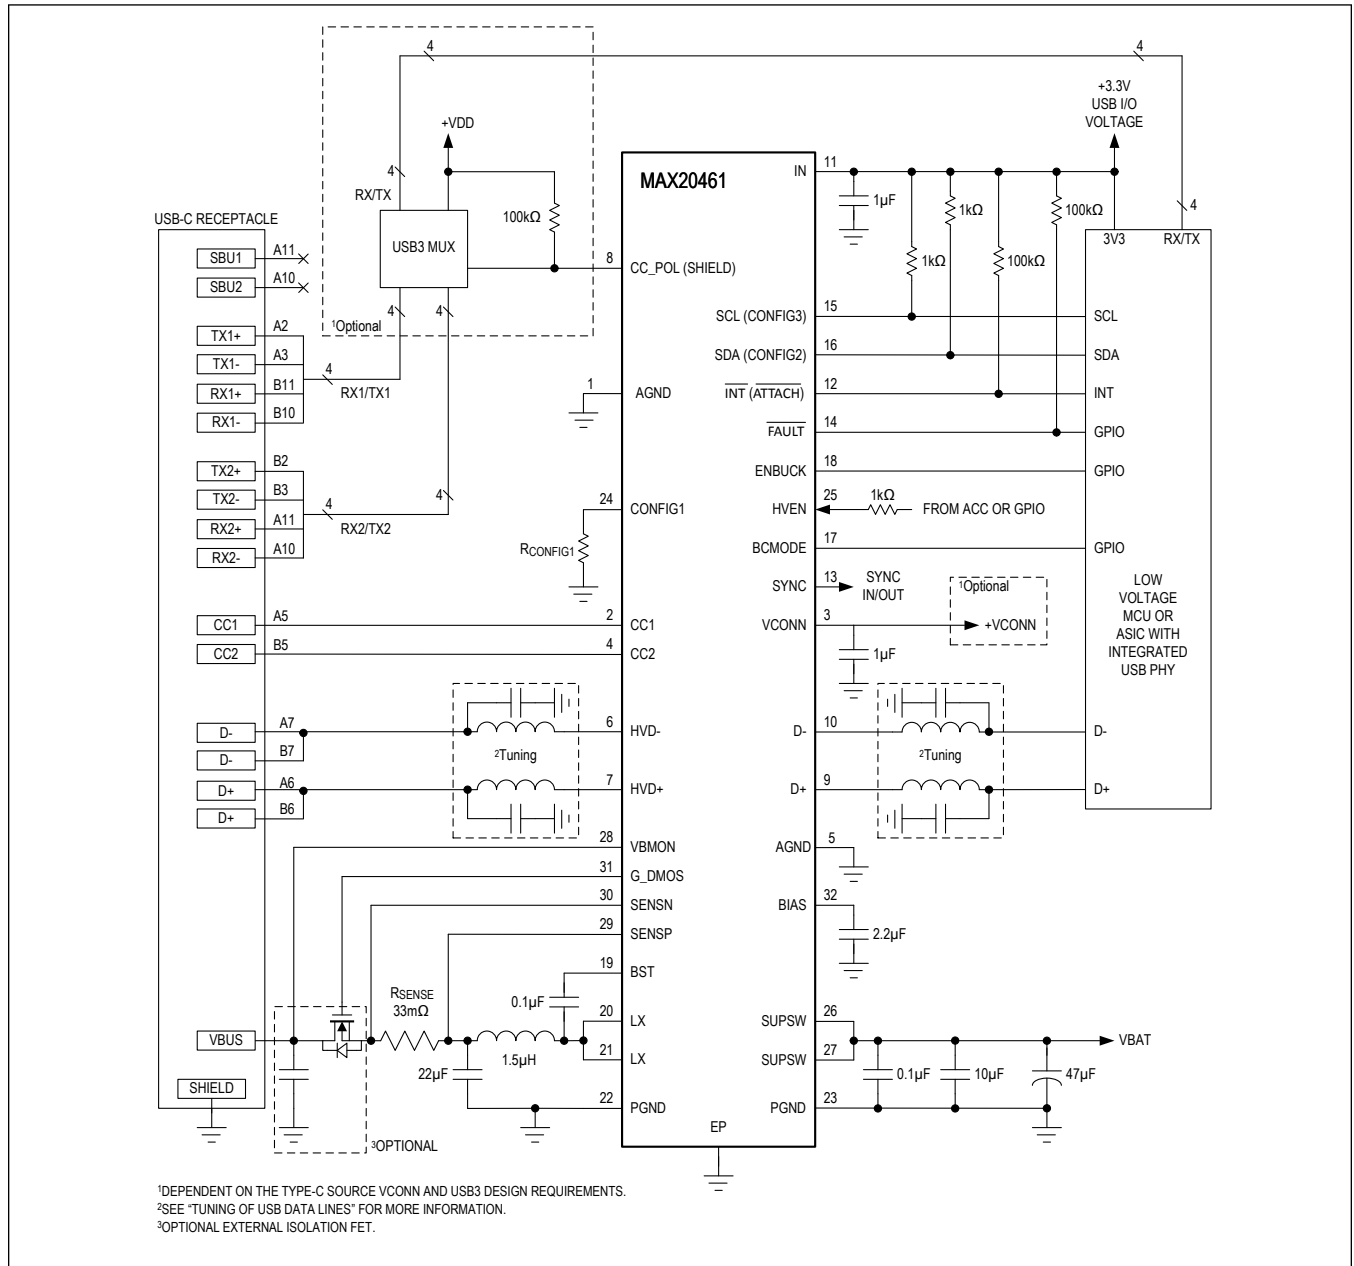 4
4
+3.3V
USB I/O
VOLTAGE
+VDD
4
RX/TX
100kΩ
USB3 MUX
4
4
¹Optional
MAX20461
IN
11
1µF
1kΩ
1kΩ
100kΩ
100kΩ
4
3V3
RX/TX
USB-C RECEPTACLE
SBU1
A11
SBU2
A10
TX1+
A2
TX1-
A3
RX1+
B11
RX1-
B10
4
RX1/TX1
TX2+
B2
TX2-
B3
RX2+
A11
RX2-
A10
4
RX2/TX2
4
CC1
A5
CC2
B5
D-
A7
D-
B7
D+
A6
D+
B6
VBUS
SHIELD
8
CC_POL (SHIELD)
1
AGND
24
CONFIG1
RCONFIG1
2
CC1
4
CC2
6
HVD-
²Tuning
7
HVD+
28
VBMON
31
G_DMOS
30
SENSN
29
SENSP
19
BST
0.1µF
20
LX
21
LX
RSENSE
33mΩ
1.5µH
22µF
22
PGND
³OPTIONAL
EP
SCL (CONFIG3)
15
SCL
SDA (CONFIG2)
16
SDA
INT (ATTACH)
12
INT
FAULT
14
GPIO
ENBUCK
18
GPIO
HVEN
25
1kΩ
FROM ACC OR GPIO
BCMODE
17
GPIO
SYNC
13
SYNC
IN/OUT
VCONN
3
¹Optional
+VCONN
1µF
LOW
VOLTAGE
MCU OR
ASIC WITH
INTEGRATED
USB PHY
D-
10
D-
²Tuning
D+
9
D+
AGND
5
BIAS
32
2.2µF
SUPSW
26
SUPSW
27
VBAT
0.1µF
10µF
47µF
PGND
23
¹DEPENDENT ON THE TYPE-C SOURCE VCONN AND USB3 DESIGN REQUIREMENTS.
²SEE “TUNING OF USB DATA LINES” FOR MORE INFORMATION.
³OPTIONAL EXTERNAL ISOLATION FET.